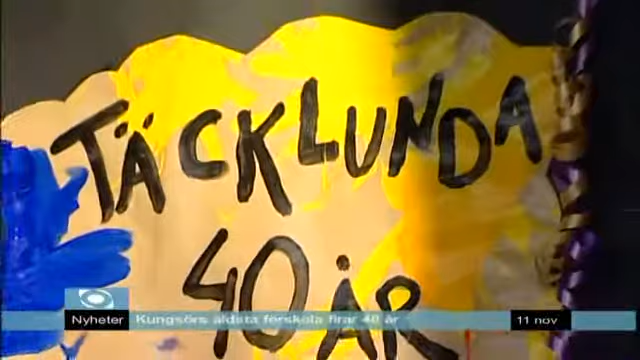 TÄCKLUNDA
40 ÅR
Nyheter Kungsörs äldsta förskola firar 40 år 11 nov